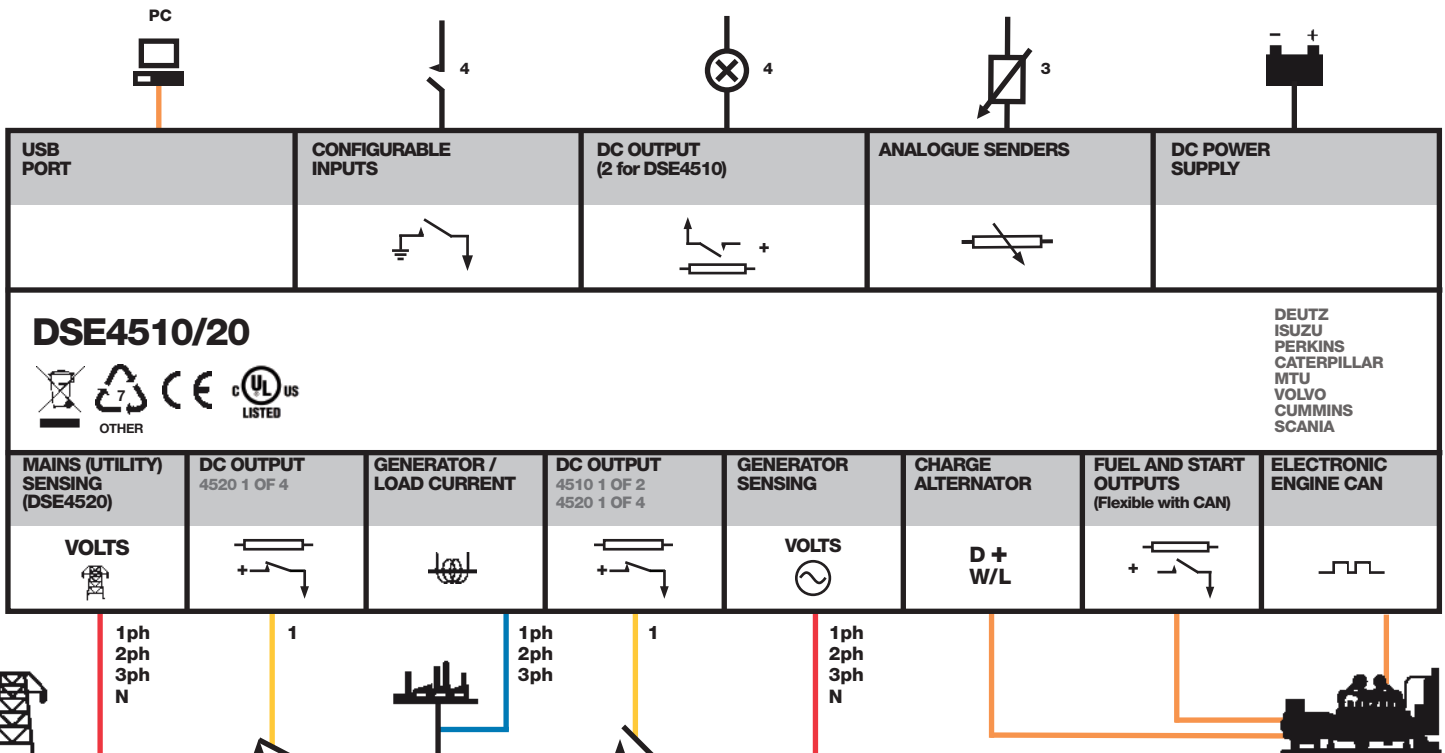 PC
4
4
3
- +
USB
PORT
CONFIGURABLE
INPUTS
DC OUTPUT
(2 for DSE4510)
ANALOGUE SENDERS
DC POWER
SUPPLY
+
DSE4510/20
7
OTHER
CE
C UL US
LISTED
DEUTZ
ISUZU
PERKINS
CATERPILLAR
MTU
VOLVO
CUMMINS
SCANIA
MAINS (UTILITY)
SENSING
(DSE4520)
VOLTS
DC OUTPUT
4520 1 OF 4
+
GENERATOR /
LOAD CURRENT
DC OUTPUT
4510 1 OF 2
4520 1 OF 4
+
GENERATOR
SENSING
VOLTS
CHARGE
ALTERNATOR
D +
W/L
FUEL AND START
OUTPUTS
(Flexible with CAN)
+
ELECTRONIC
ENGINE CAN
1ph
2ph
3ph
N
1
1ph
2ph
3ph
1
1ph
2ph
3ph
N